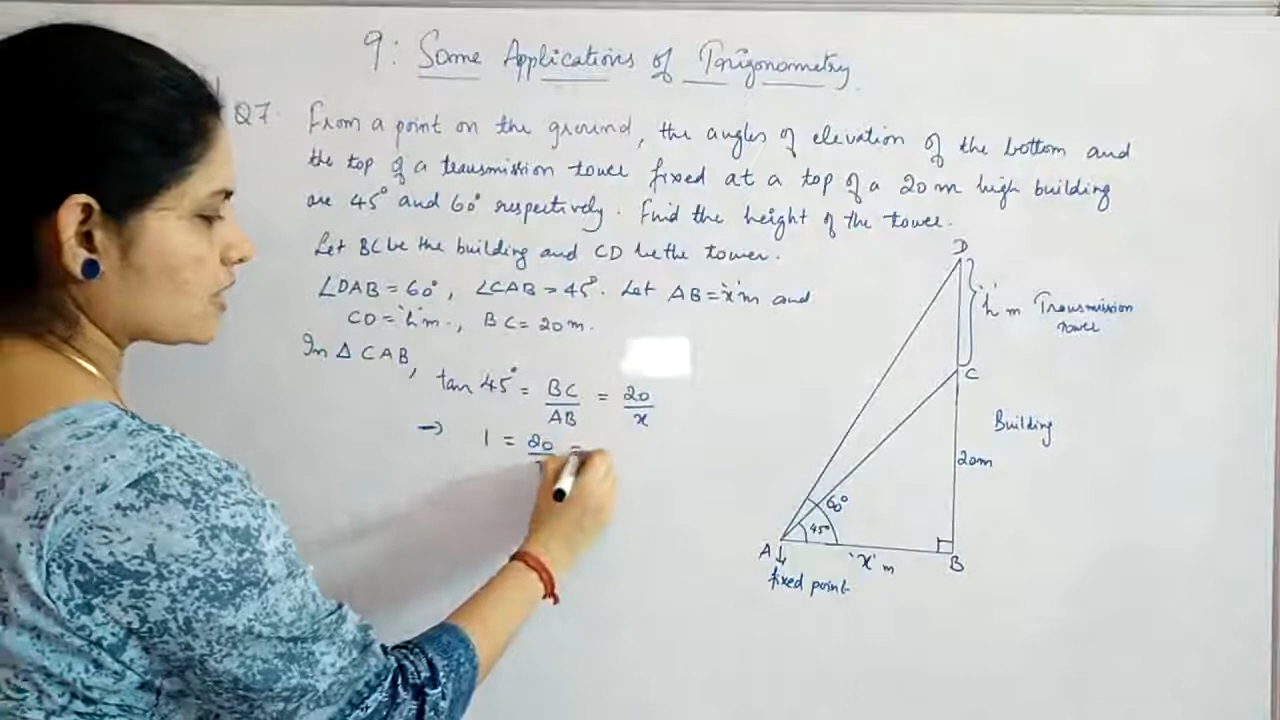 9: Some Applications of Trigonometry
Q7. From a point on the ground, the angles of elevation of the bottom and
the top of a transmission tower fixed at a top of a 20m high building
are 45° and 60° respectively. Find the height of the tower.
Let BC be the building and CD be the tower.
∠DAB = 60°, ∠CAB = 45°. Let AB = 'x' m and
CD = 'h' m., BC = 20m.
In △ CAB,
tan 45° = BC/AB = 20/x
→ 1 = 20
D
'h' m Transmission
tower
C
Building
20m
60°
45°
A
'x' m
B
fixed point